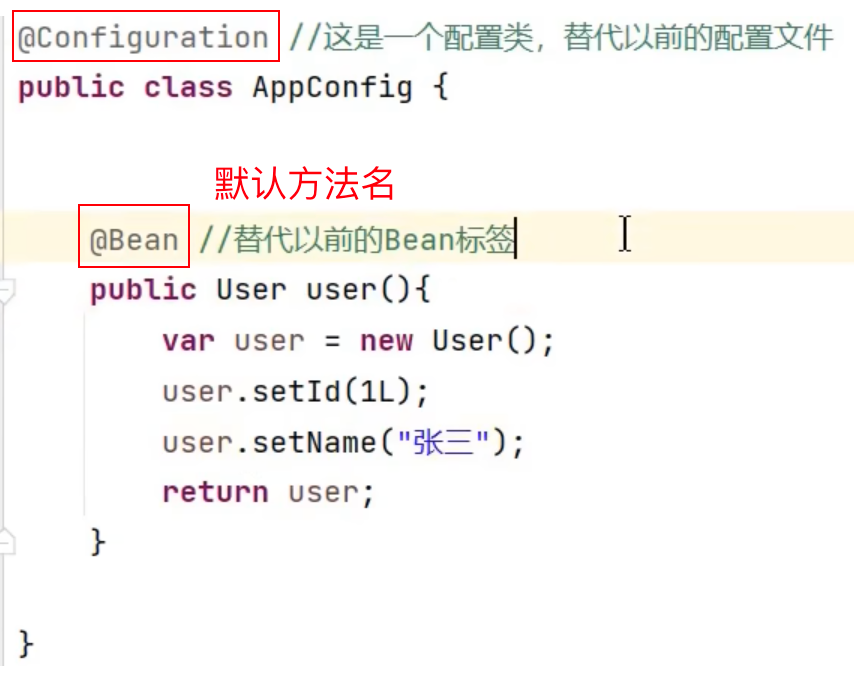 @Configuration //这是一个配置类，替代以前的配置文件
public class AppConfig {
默认方法名
@Bean //替代以前的Bean标签
public User user(){
var user = new User();
user.setId(1L);
user.setName("张三");
return user;
}
}